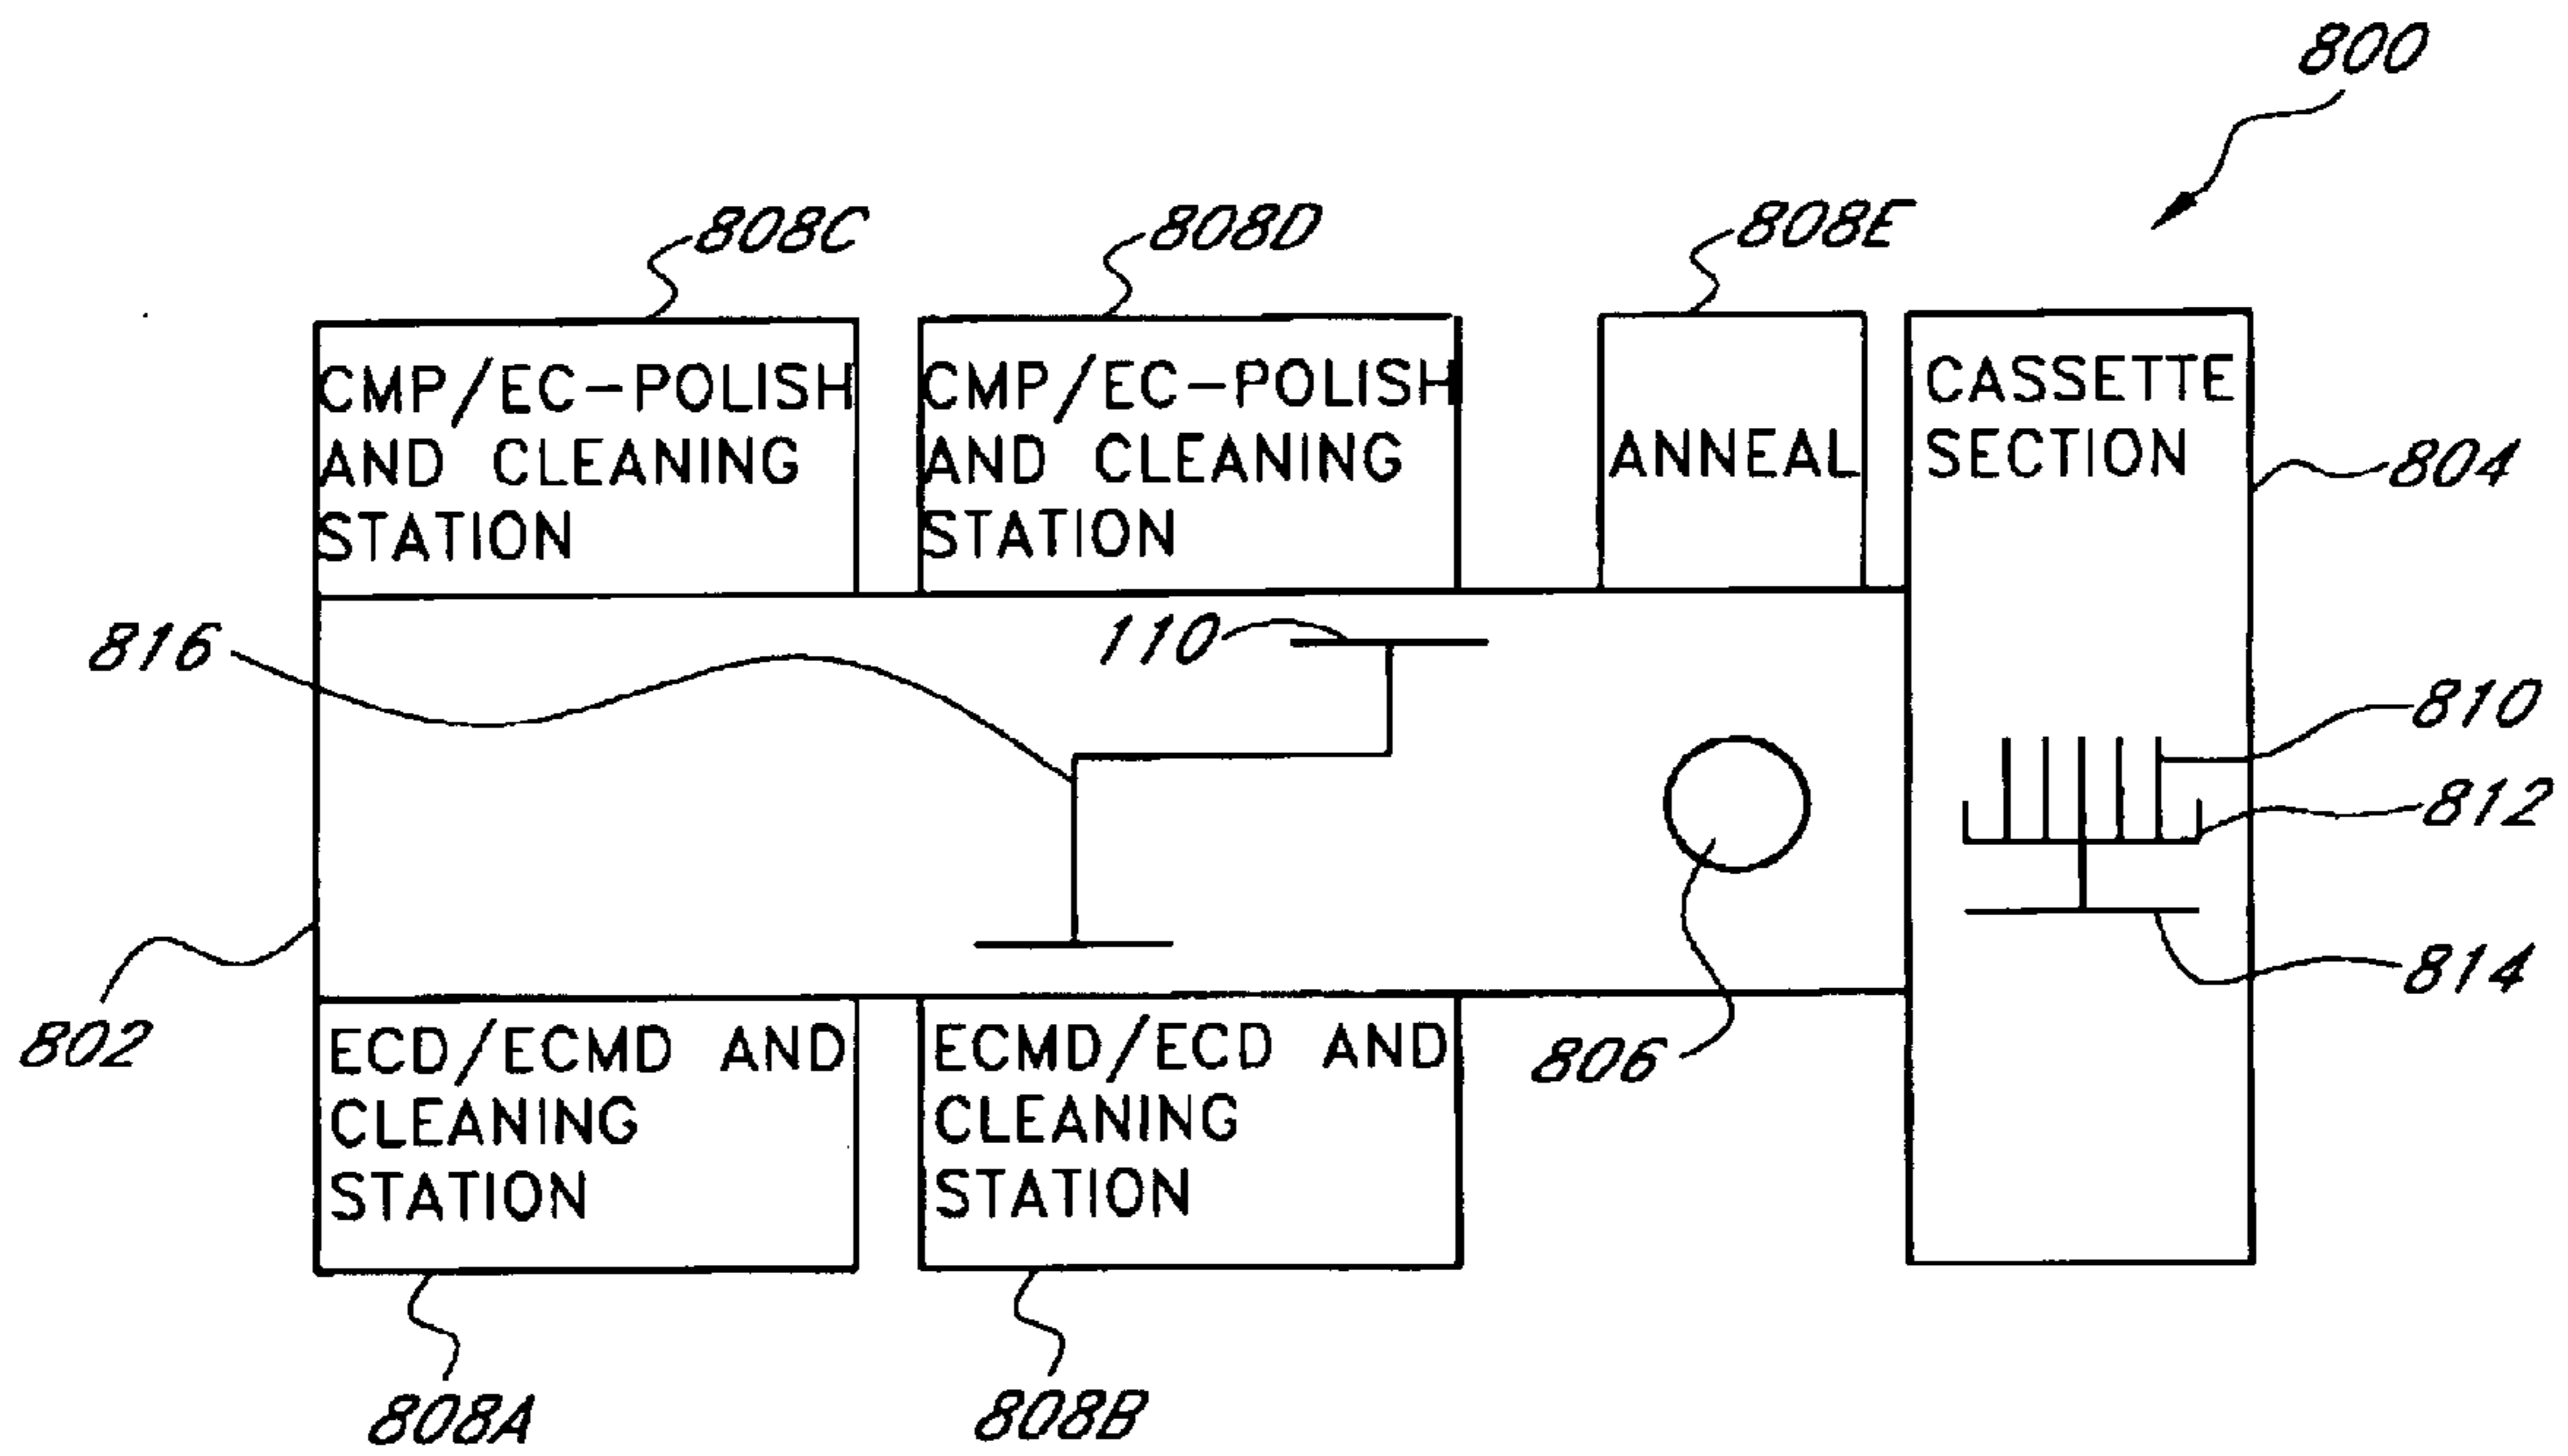 800
808C
808D
808E
CMP/EC-POLISH
AND CLEANING
STATION
CMP/EC-POLISH
AND CLEANING
STATION
ANNEAL
CASSETTE
SECTION
804
110
816
810
812
814
802
806
ECD/ECMD AND
CLEANING
STATION
ECMD/ECD AND
CLEANING
STATION
808A
808B